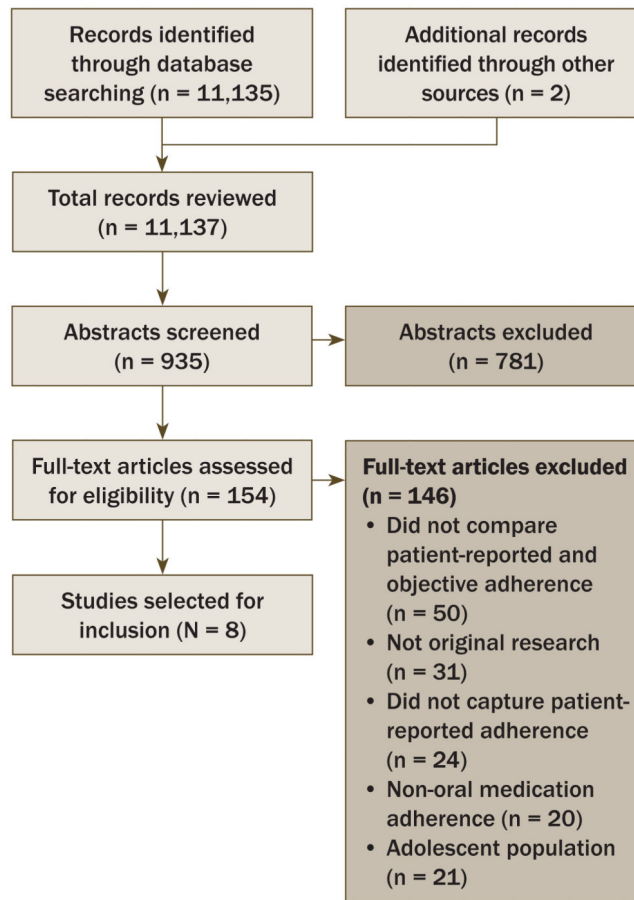 Records identified
through database
searching (n = 11,135)
Additional records
identified through other
sources (n = 2)
Total records reviewed
(n = 11,137)
Abstracts screened
(n = 935)
Abstracts excluded
(n = 781)
Full-text articles assessed
for eligibility (n = 154)
Full-text articles excluded
(n = 146)
• Did not compare
patient-reported and
objective adherence
(n = 50)
• Not original research
(n = 31)
• Did not capture patient-
reported adherence
(n = 24)
• Non-oral medication
adherence (n = 20)
• Adolescent population
(n = 21)
Studies selected for
inclusion (N = 8)